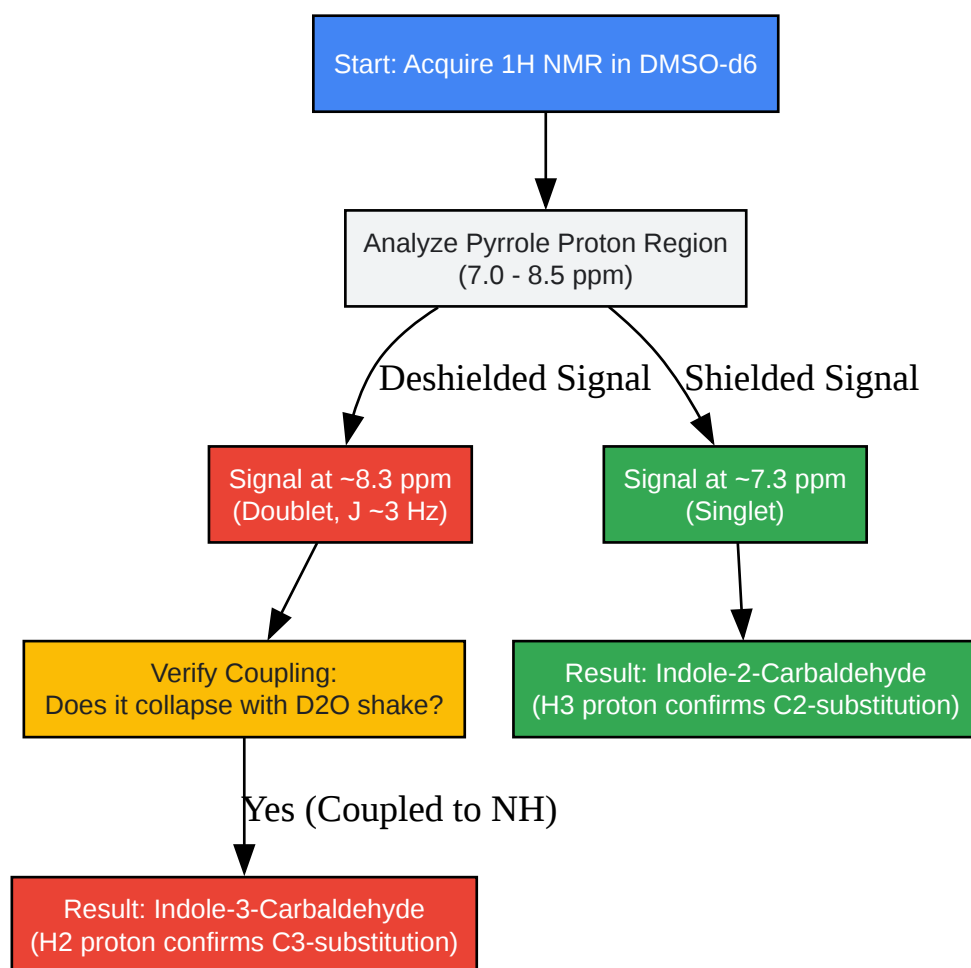 Start: Acquire 1H NMR in DMSO-d6
Analyze Pyrrole Proton Region
(7.0 - 8.5 ppm)
Deshielded Signal
Shielded Signal
Signal at ~8.3 ppm
(Doublet, J ~3 Hz)
Signal at ~7.3 ppm
(Singlet)
Verify Coupling:
Does it collapse with D2O shake?
Result: Indole-2-Carbaldehyde
(H3 proton confirms C2-substitution)
Yes (Coupled to NH)
Result: Indole-3-Carbaldehyde
(H2 proton confirms C3-substitution)